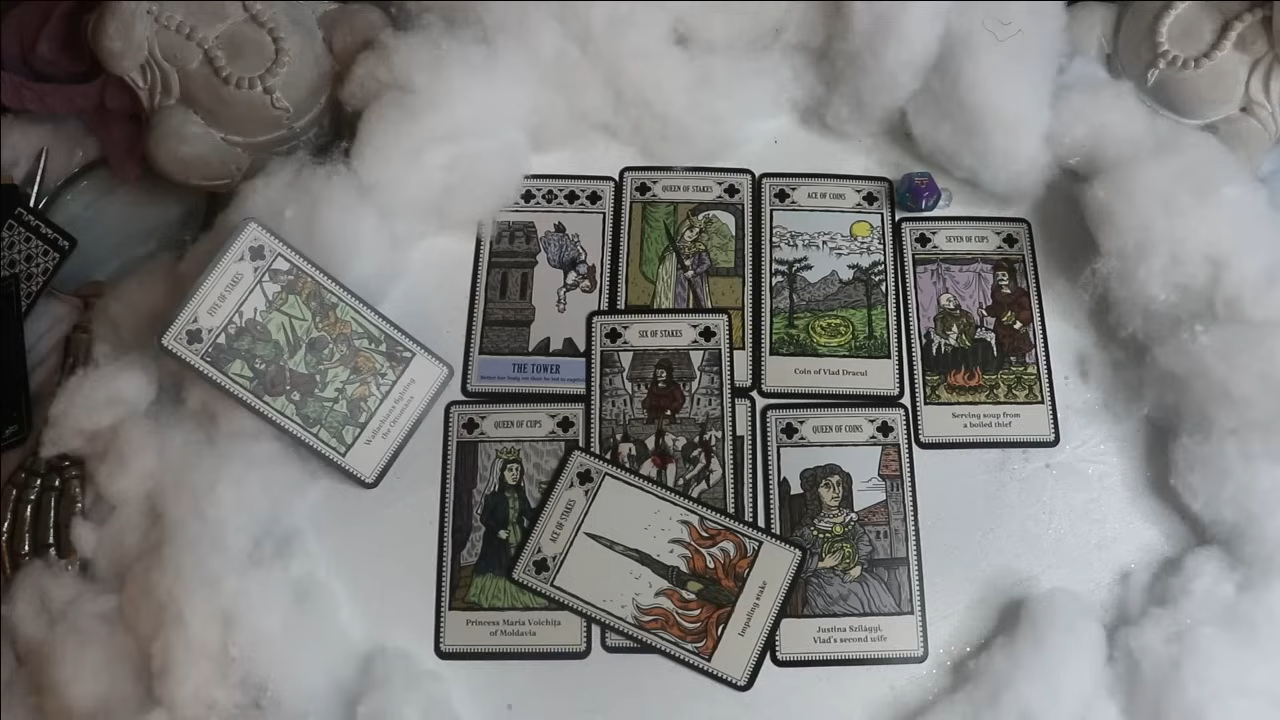 QUEEN OF STAKES
ACE OF COINS
SEVEN OF CUPS
FIVE OF STAKES
SIX OF STAKES
THE TOWER
Coin of Vlad Dracul
Wallachians fighting
the Ottomans
Serving soup from
a boiled thief
QUEEN OF CUPS
QUEEN OF COINS
ACE OF STAKES
Impaling stake
Princess Maria Voichița
of Moldavia
Justina Szilágyi,
Vlad's second wife